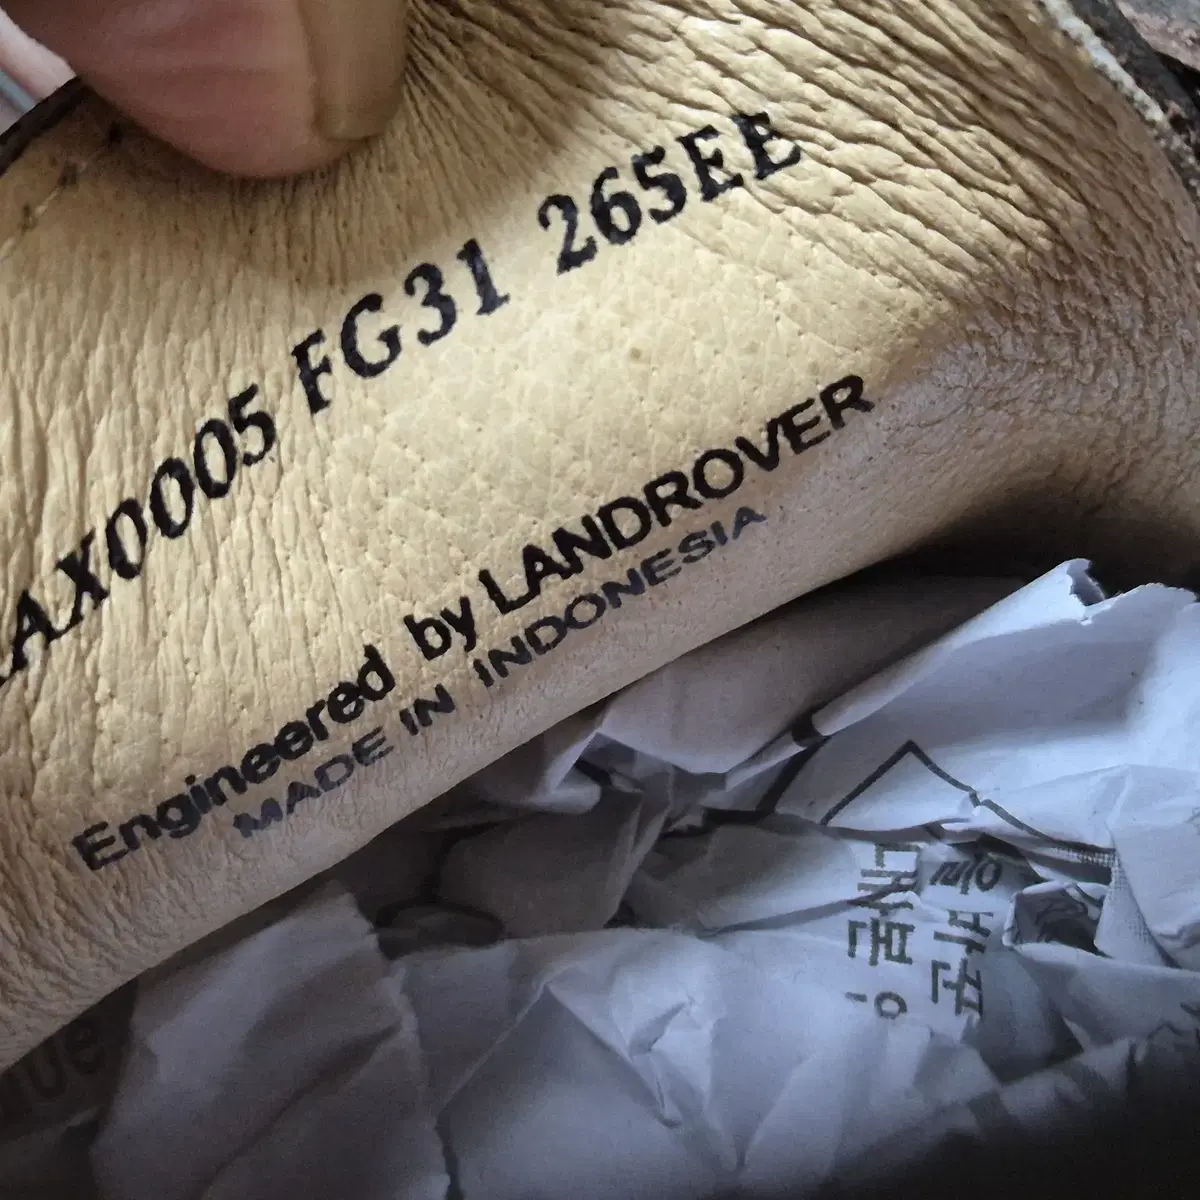 AX0005 FG31 265EE
Engineered by LANDROVER
MADE IN INDONESIA